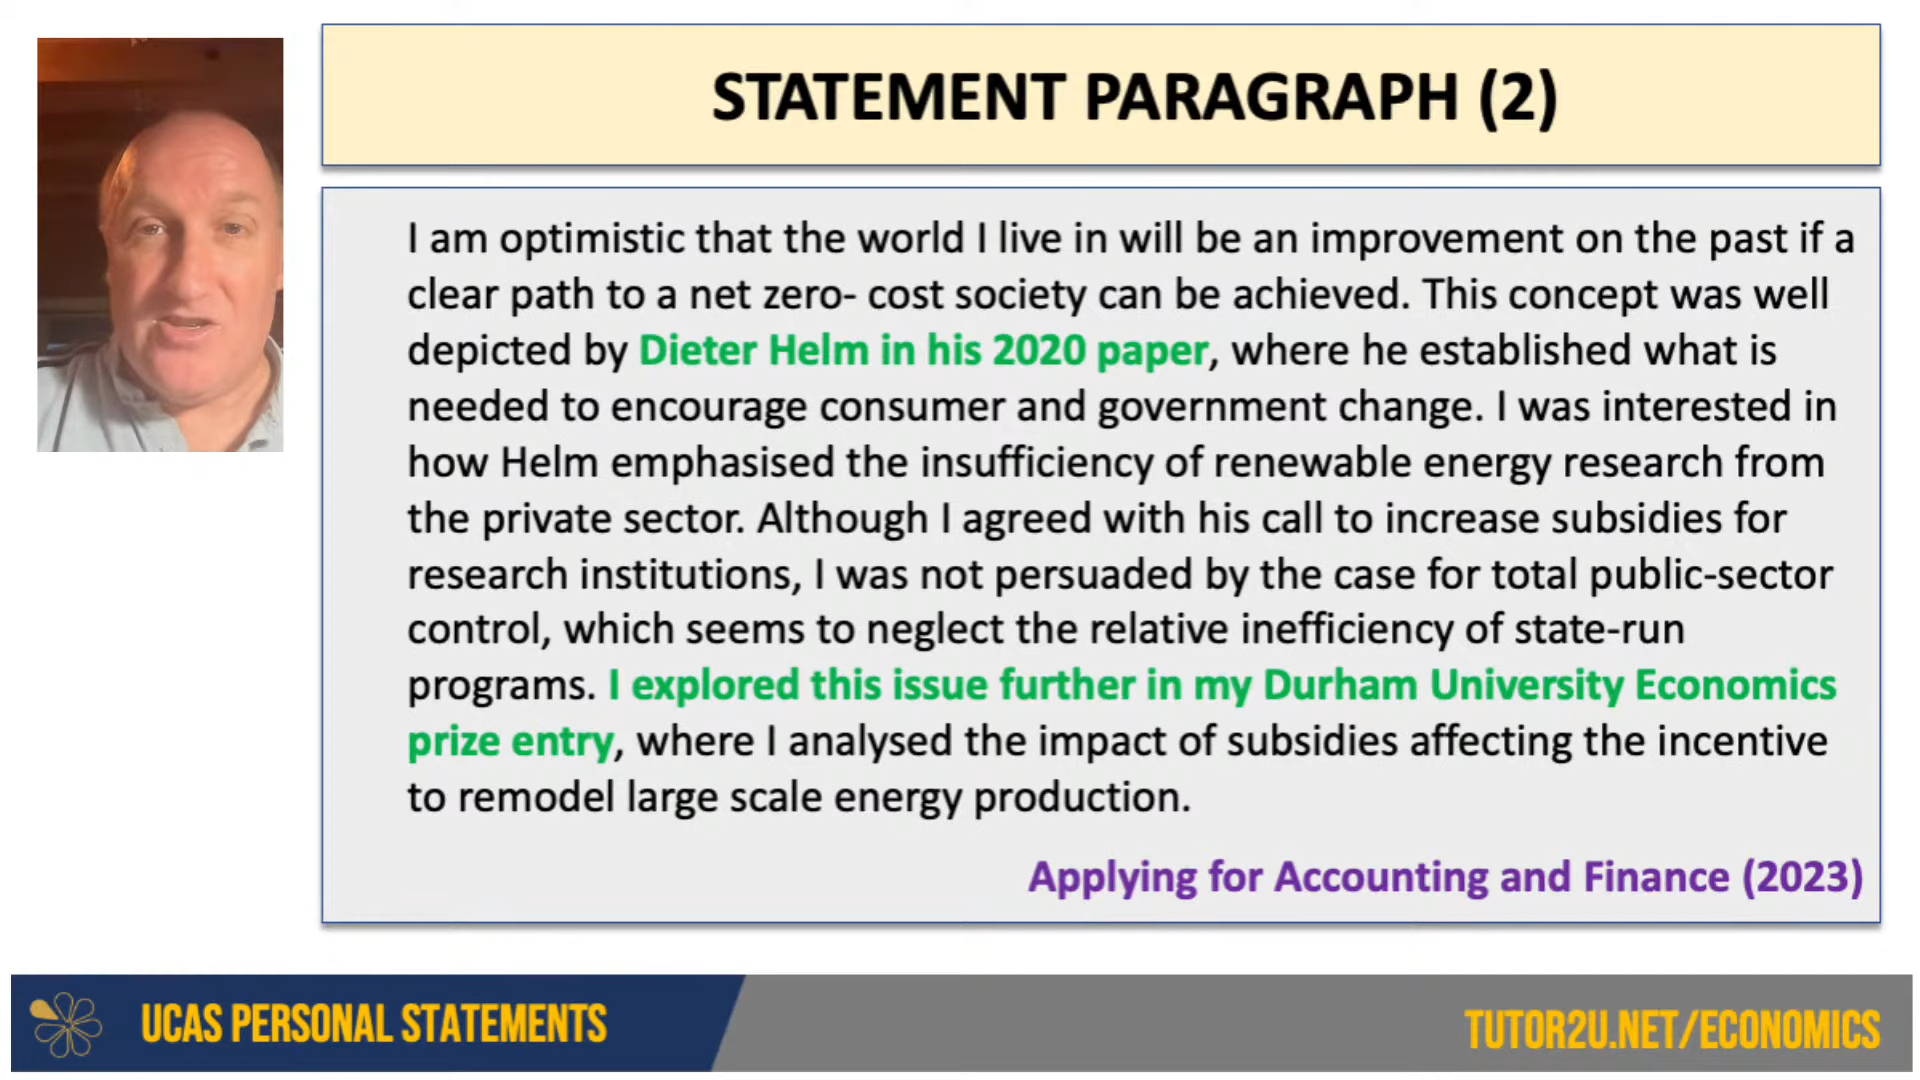 STATEMENT PARAGRAPH (2)
I am optimistic that the world I live in will be an improvement on the past if a
clear path to a net zero- cost society can be achieved. This concept was well
depicted by Dieter Helm in his 2020 paper, where he established what is
needed to encourage consumer and government change. I was interested in
how Helm emphasised the insufficiency of renewable energy research from
the private sector. Although I agreed with his call to increase subsidies for
research institutions, I was not persuaded by the case for total public-sector
control, which seems to neglect the relative inefficiency of state-run
programs. I explored this issue further in my Durham University Economics
prize entry, where I analysed the impact of subsidies affecting the incentive
to remodel large scale energy production.
Applying for Accounting and Finance (2023)
UCAS PERSONAL STATEMENTS
TUTOR2U.NET/ECONOMICS